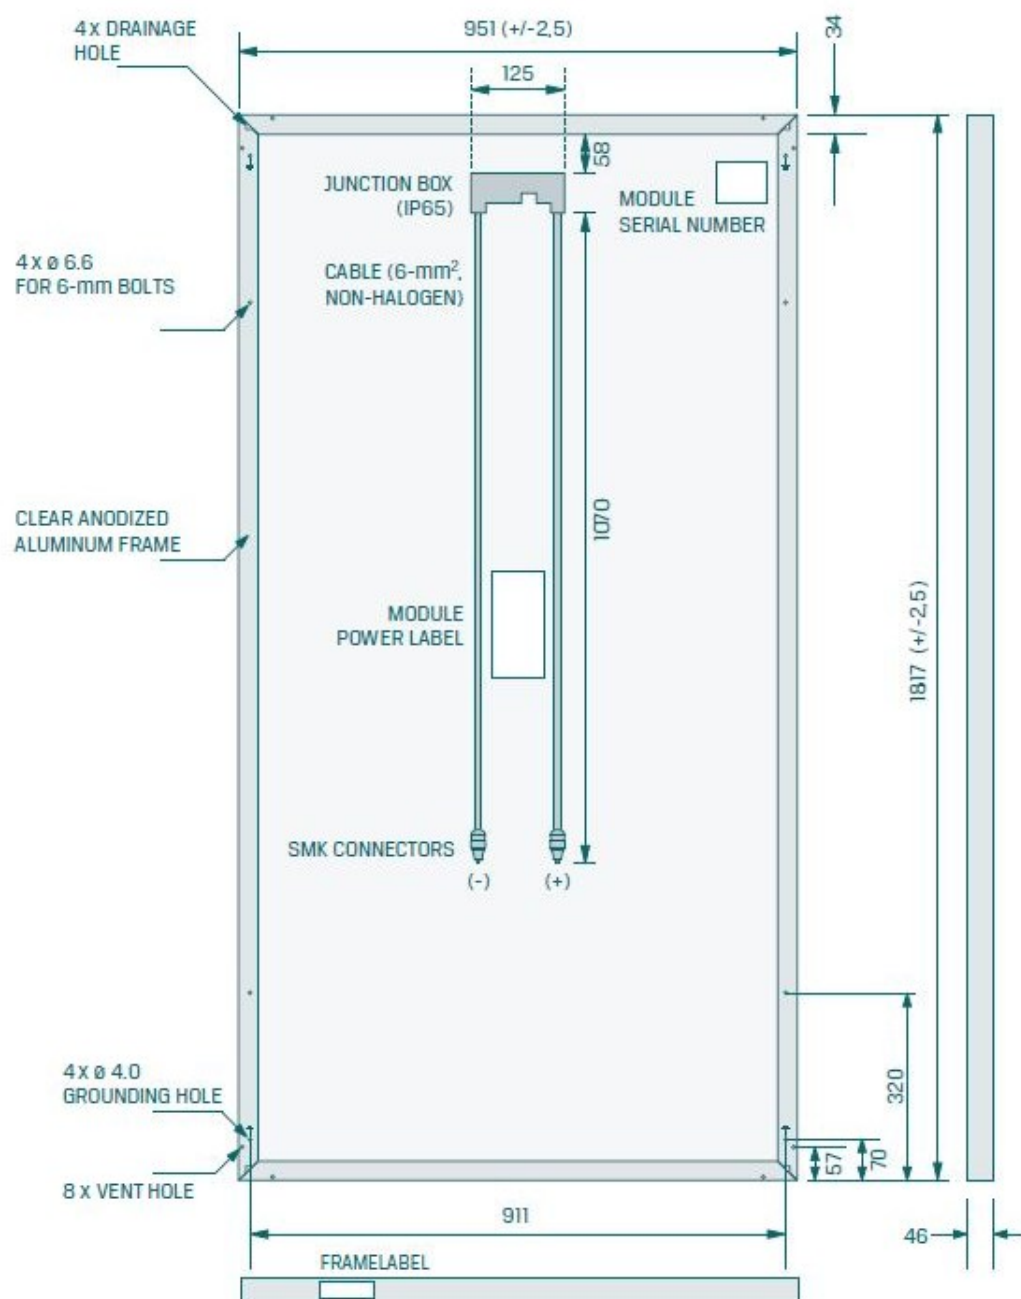 4 x DRAINAGE
HOLE
951 (+/-2,5)
34
125
58
JUNCTION BOX
(IP65)
MODULE
SERIAL NUMBER
4 x ø 6.6
FOR 6-mm BOLTS
CABLE (6-mm²,
NON-HALOGEN)
1070
CLEAR ANODIZED
ALUMINUM FRAME
MODULE
POWER LABEL
1817 (+/-2,5)
SMK CONNECTORS
(-)
(+)
4 x ø 4.0
GROUNDING HOLE
320
70
57
8 x VENT HOLE
911
46
FRAMELABEL